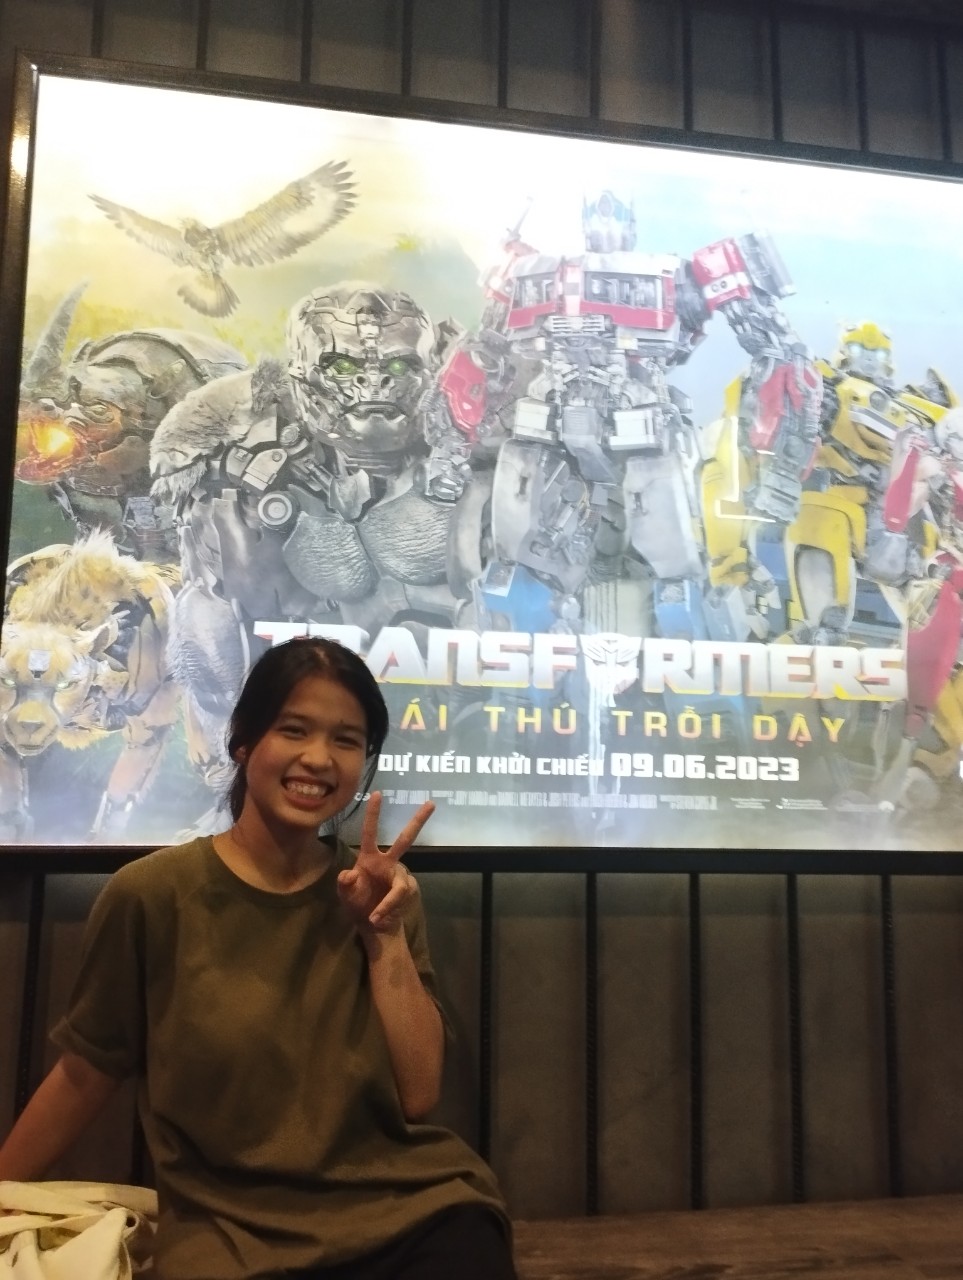 TRANSFORMERS
ÁI THÚ TRỖI DẬY
DỰ KIẾN KHỞI CHIẾU 09.06.2023